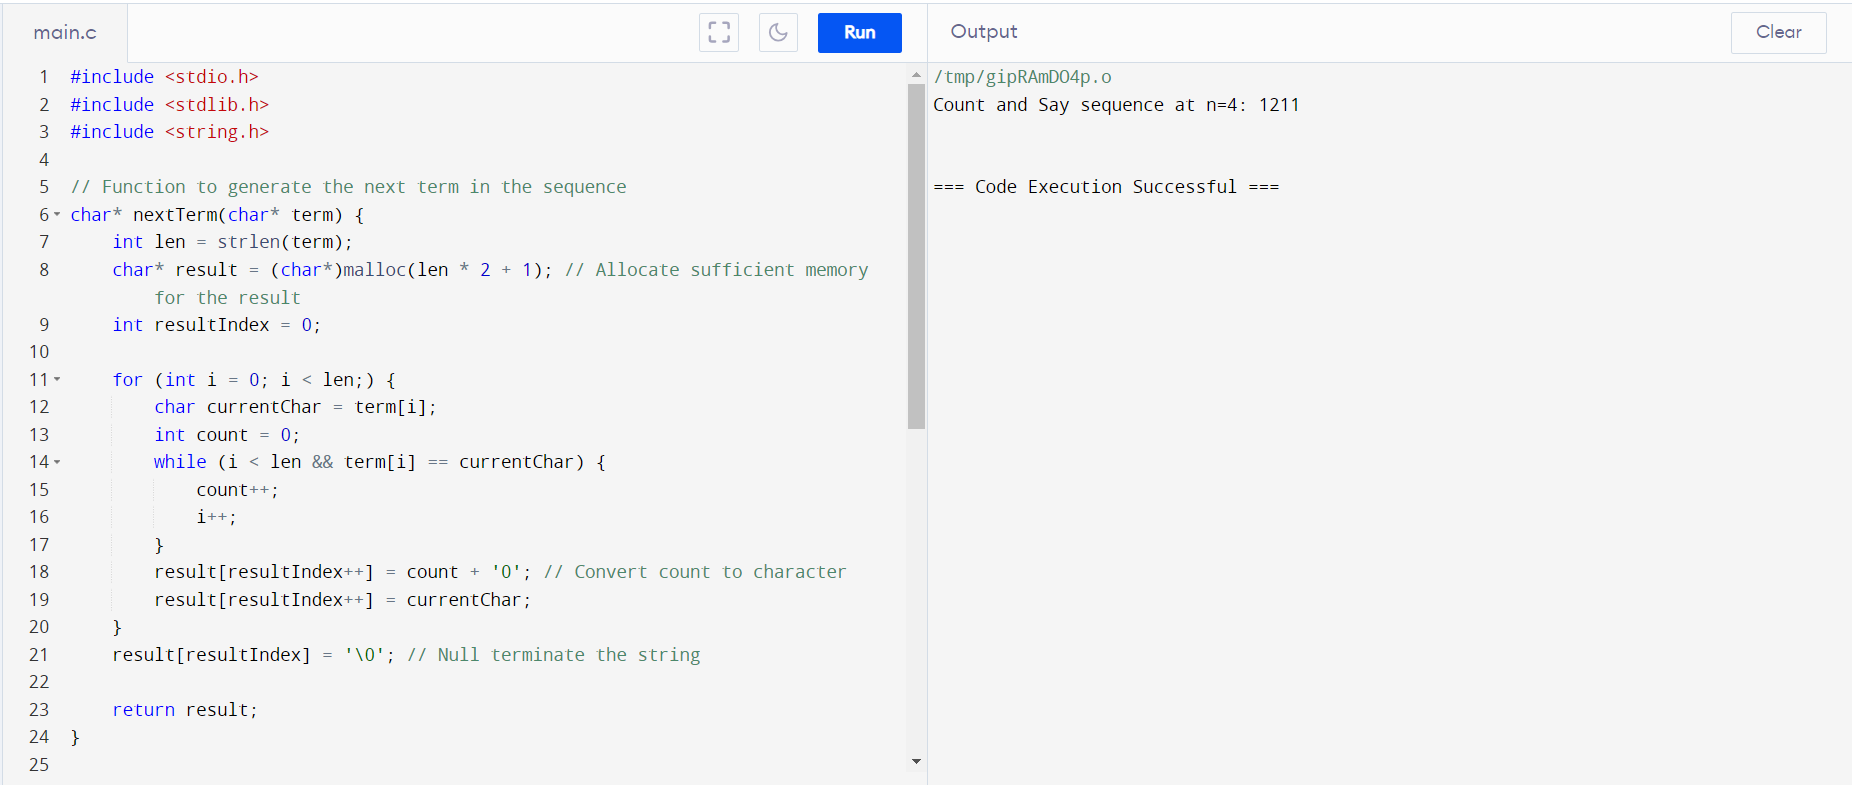 main.c
Run
Output
Clear
1 #include <stdio.h>
2 #include <stdlib.h>
3 #include <string.h>
4
5 // Function to generate the next term in the sequence
6 char* nextTerm(char* term) {
7     int len = strlen(term);
8     char* result = (char*)malloc(len * 2 + 1); // Allocate sufficient memory
        for the result
9     int resultIndex = 0;
10
11     for (int i = 0; i < len;) {
12         char currentChar = term[i];
13         int count = 0;
14         while (i < len && term[i] == currentChar) {
15             count++;
16             i++;
17         }
18         result[resultIndex++] = count + '0'; // Convert count to character
19         result[resultIndex++] = currentChar;
20     }
21     result[resultIndex] = '\0'; // Null terminate the string
22
23     return result;
24 }
25
/tmp/gipRAmDO4p.o
Count and Say sequence at n=4: 1211
=== Code Execution Successful ===